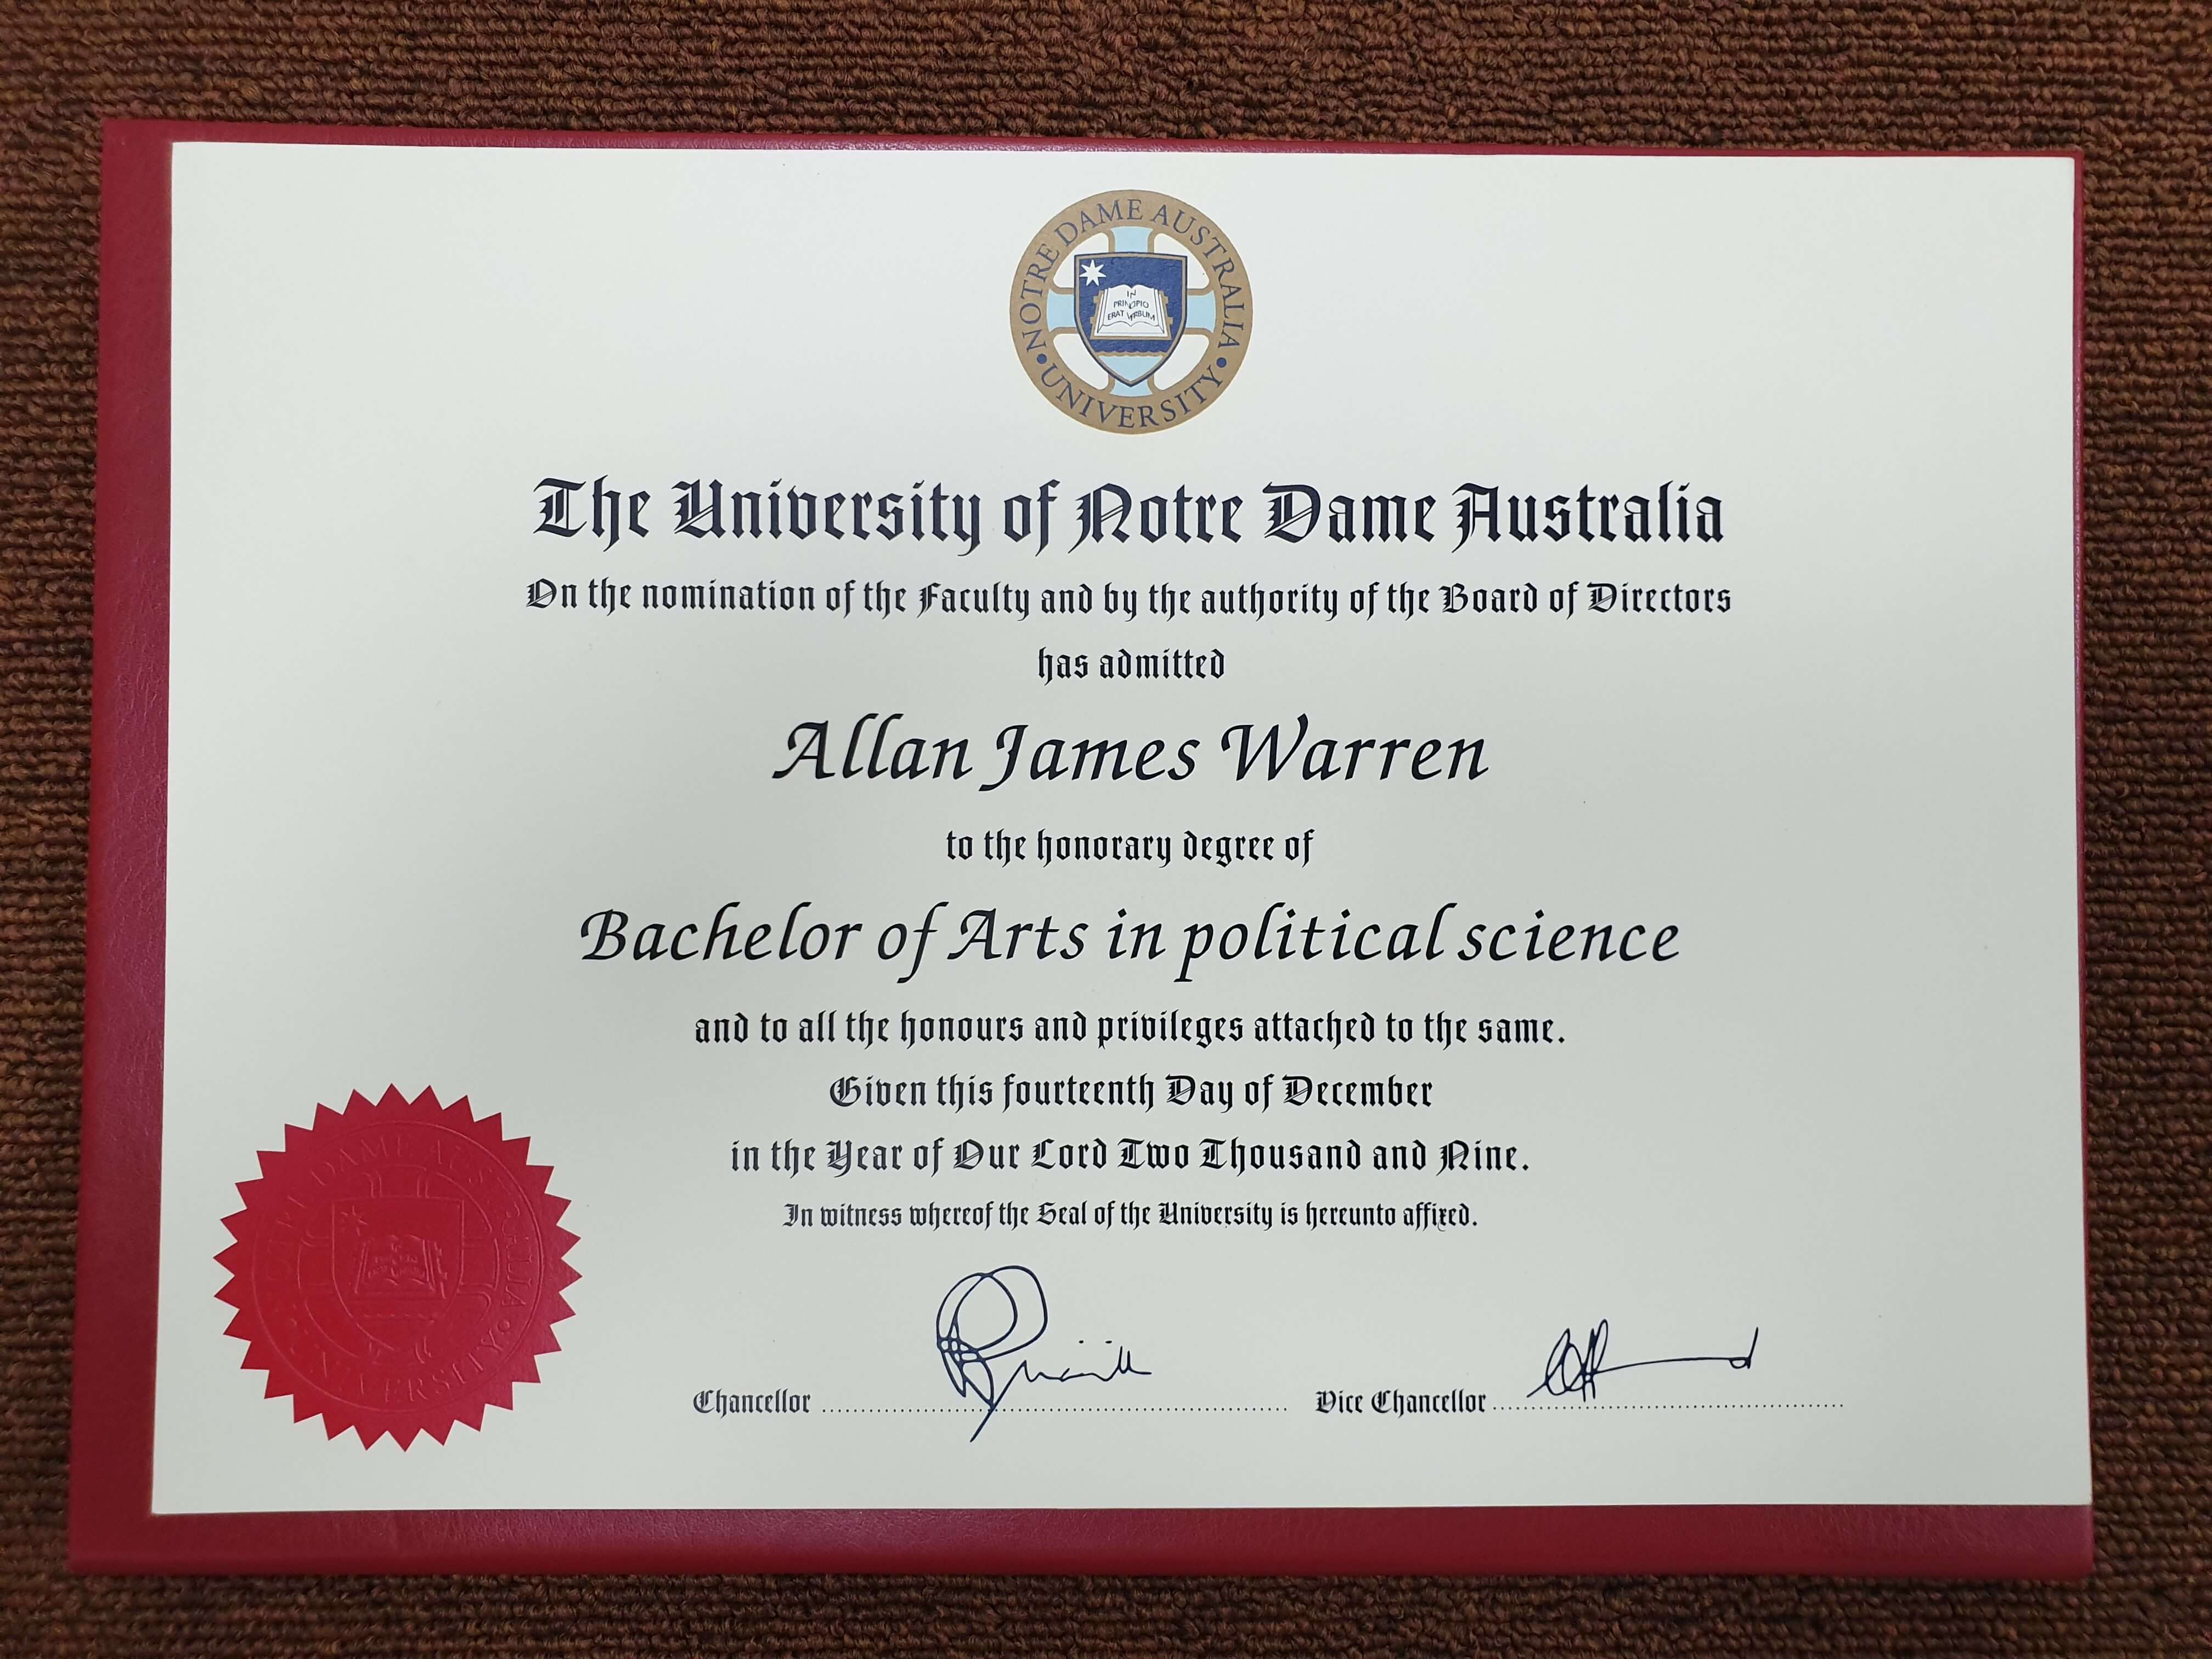 NOTRE DAME AUSTRALIA
• UNIVERSITY •
IN
PRINCIPIO
ERAT VERBUM
The University of Notre Dame Australia
On the nomination of the Faculty and by the authority of the Board of Directors
has admitted
Allan James Warren
to the honorary degree of
Bachelor of Arts in political science
and to all the honours and privileges attached to the same.
Given this fourteenth Day of December
in the Year of Our Lord Two Thousand and Nine.
In witness whereof the Seal of the University is hereunto affixed.
NOTRE DAME AUSTRALIA
• UNIVERSITY •
Chancellor
Vice Chancellor